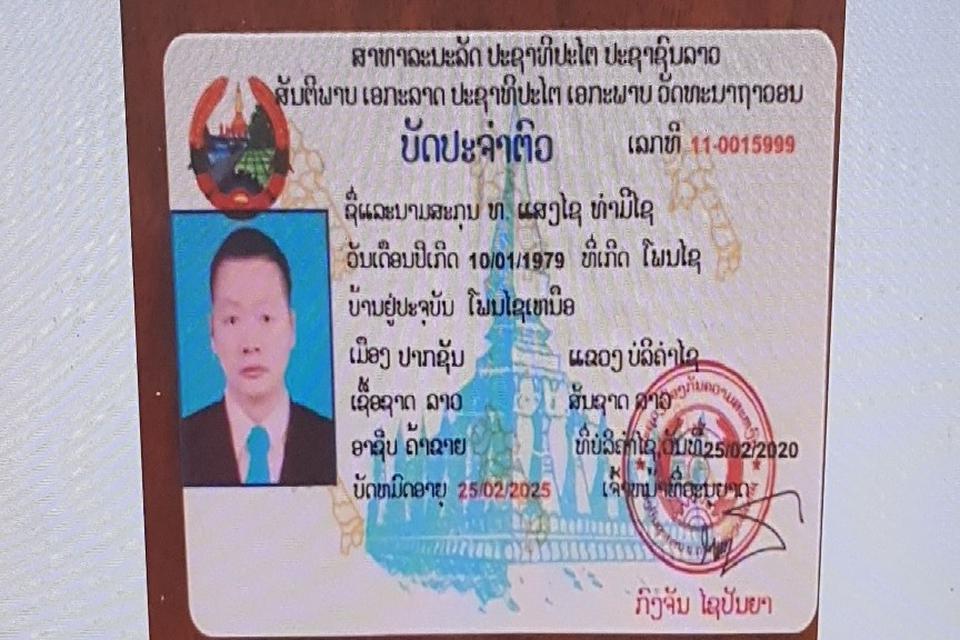 ສາທາລະນະລັດ ປະຊາທິປະໄຕ ປະຊາຊົນລາວ
ສັນຕິພາບ ເອກະລາດ ປະຊາທິປະໄຕ ເອກະພາບ ວັດທະນາຖາວອນ
ບັດປະຈຳຕົວ ເລກທີ 11-0015999
ຊື່ແລະນາມສະກຸນ ທ. ແສງໄຊ ທຳມີໄຊ
ວັນເດືອນປີເກີດ 10/01/1979 ທີ່ເກີດ ໂພນໄຊ
ບ້ານຢູ່ປະຈຸບັນ ໂພນໄຊເໜືອ
ເມືອງ ປາກຊັນ ແຂວງ ບໍລິຄຳໄຊ
ເຊື້ອຊາດ ລາວ ສັນຊາດ ລາວ
ອາຊີບ ຄ້າຂາຍ ທີ່ບໍລິຄຳໄຊ, ວັນທີ 25/02/2020
ບັດຫມົດອາຍຸ 25/02/2025 ເຈົ້າຫນ້າທີ່ອະນຸຍາດ
ກົງຈັນ ໄຊປັນຍາ